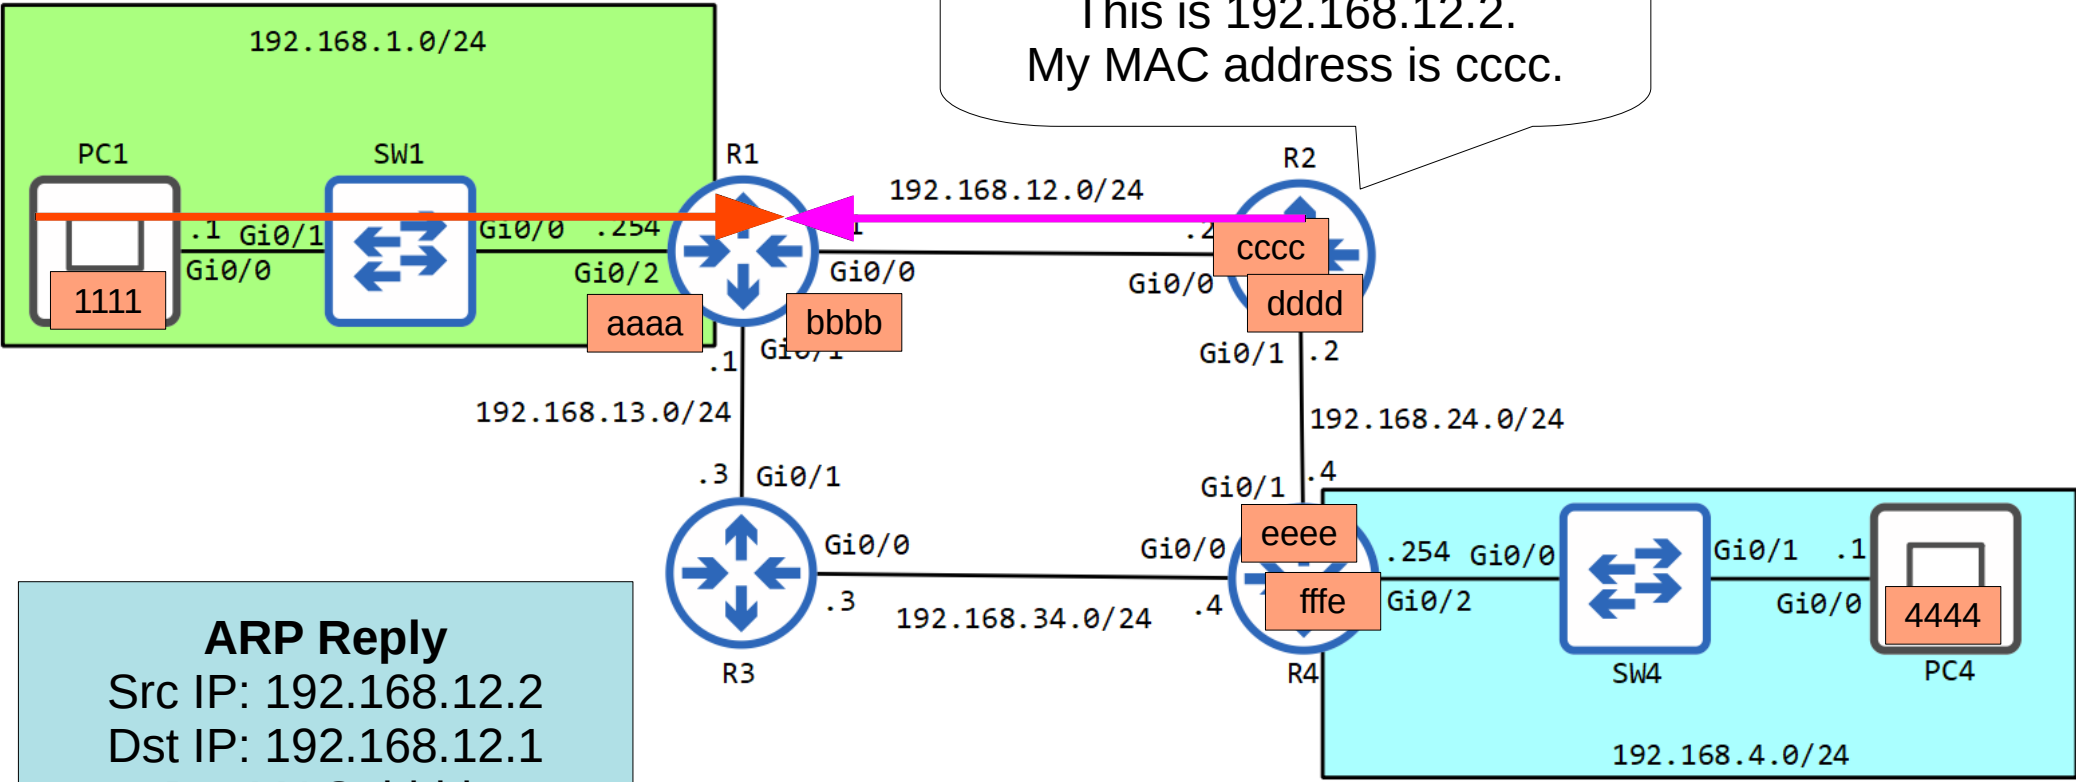 192.168.1.0/24
This is 192.168.12.2.
My MAC address is cccc.
PC1
SW1
R1
R2
192.168.12.0/24
.1 Gi0/1
Gi0/0 .254
.2
Gi0/0
Gi0/2
Gi0/0
Gi0/0
cccc
1111
aaaa
bbbb
dddd
.1
Gi0/1
Gi0/1 .2
192.168.13.0/24
192.168.24.0/24
.3 Gi0/1
.4
Gi0/1
eeee
Gi0/0
Gi0/0
.254 Gi0/0
Gi0/1 .1
.3
192.168.34.0/24
.4
fffe
Gi0/2
Gi0/0
4444
R3
R4
SW4
PC4
192.168.4.0/24
ARP Reply
Src IP: 192.168.12.2
Dst IP: 192.168.12.1